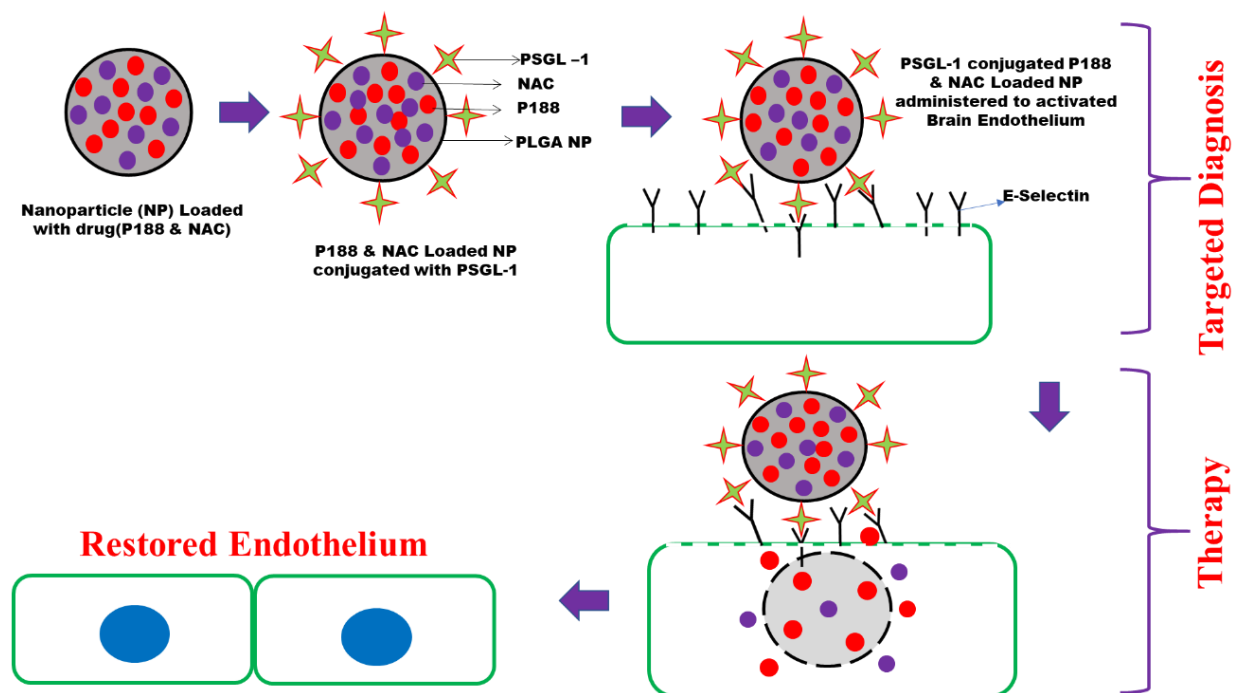 Nanoparticle (NP) Loaded
with drug(P188 & NAC)
PSGL –1
NAC
P188
PLGA NP
P188 & NAC Loaded NP
conjugated with PSGL-1
PSGL-1 conjugated P188
& NAC Loaded NP
administered to activated
Brain Endothelium
E-Selectin
Targeted Diagnosis
Therapy
Restored Endothelium